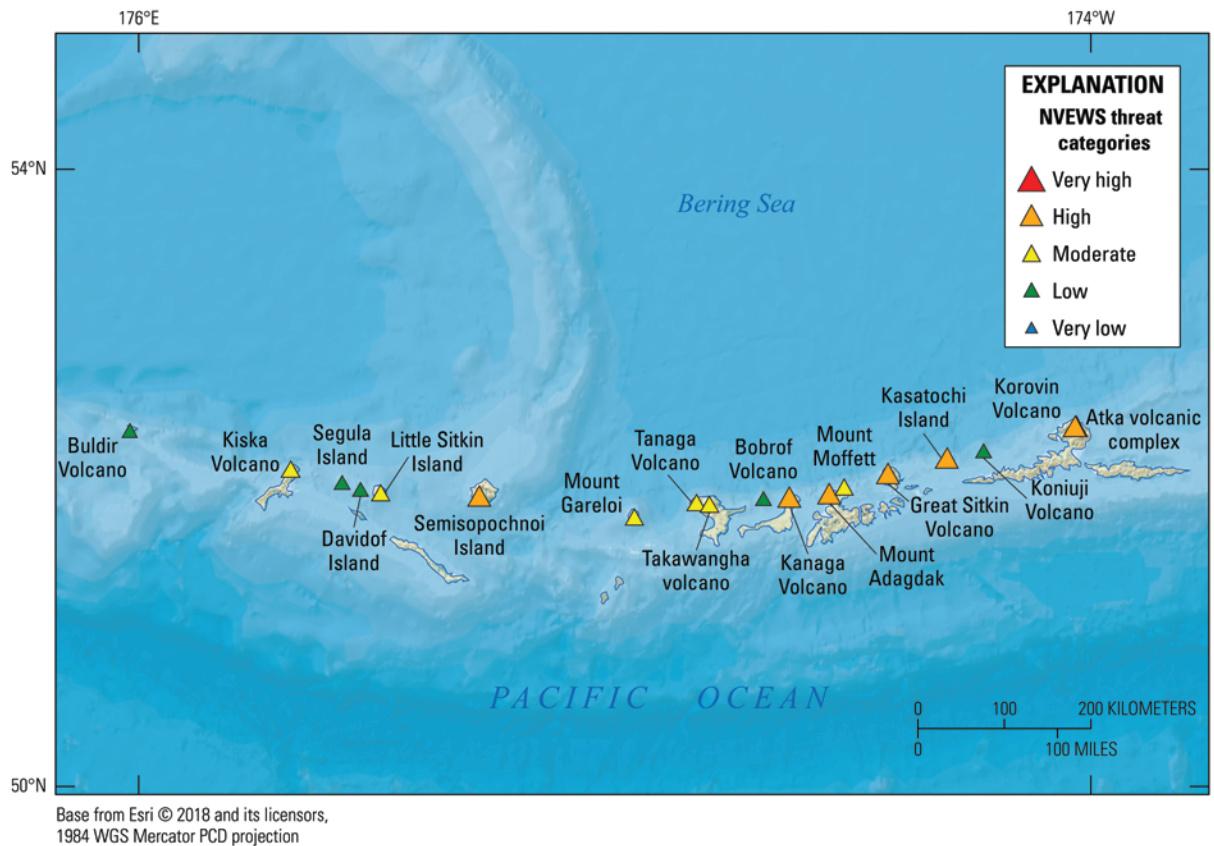 176°E
174°W
EXPLANATION
NVEWS threat
categories
Very high
High
Moderate
Low
Very low
54°N
Bering Sea
Buldir
Volcano
Kiska
Volcano
Segula
Island
Little Sitkin
Island
Davidof
Island
Semisopochnoi
Island
Mount
Gareloi
Tanaga
Volcano
Takawangha
volcano
Bobrof
Volcano
Kanaga
Volcano
Mount
Moffett
Mount
Adagdak
Great Sitkin
Volcano
Kasatochi
Island
Koniuji
Volcano
Korovin
Volcano
Atka volcanic
complex
PACIFIC OCEAN
0 100 200 KILOMETERS
0 100 MILES
50°N
Base from Esri © 2018 and its licensors,
1984 WGS Mercator PCD projection